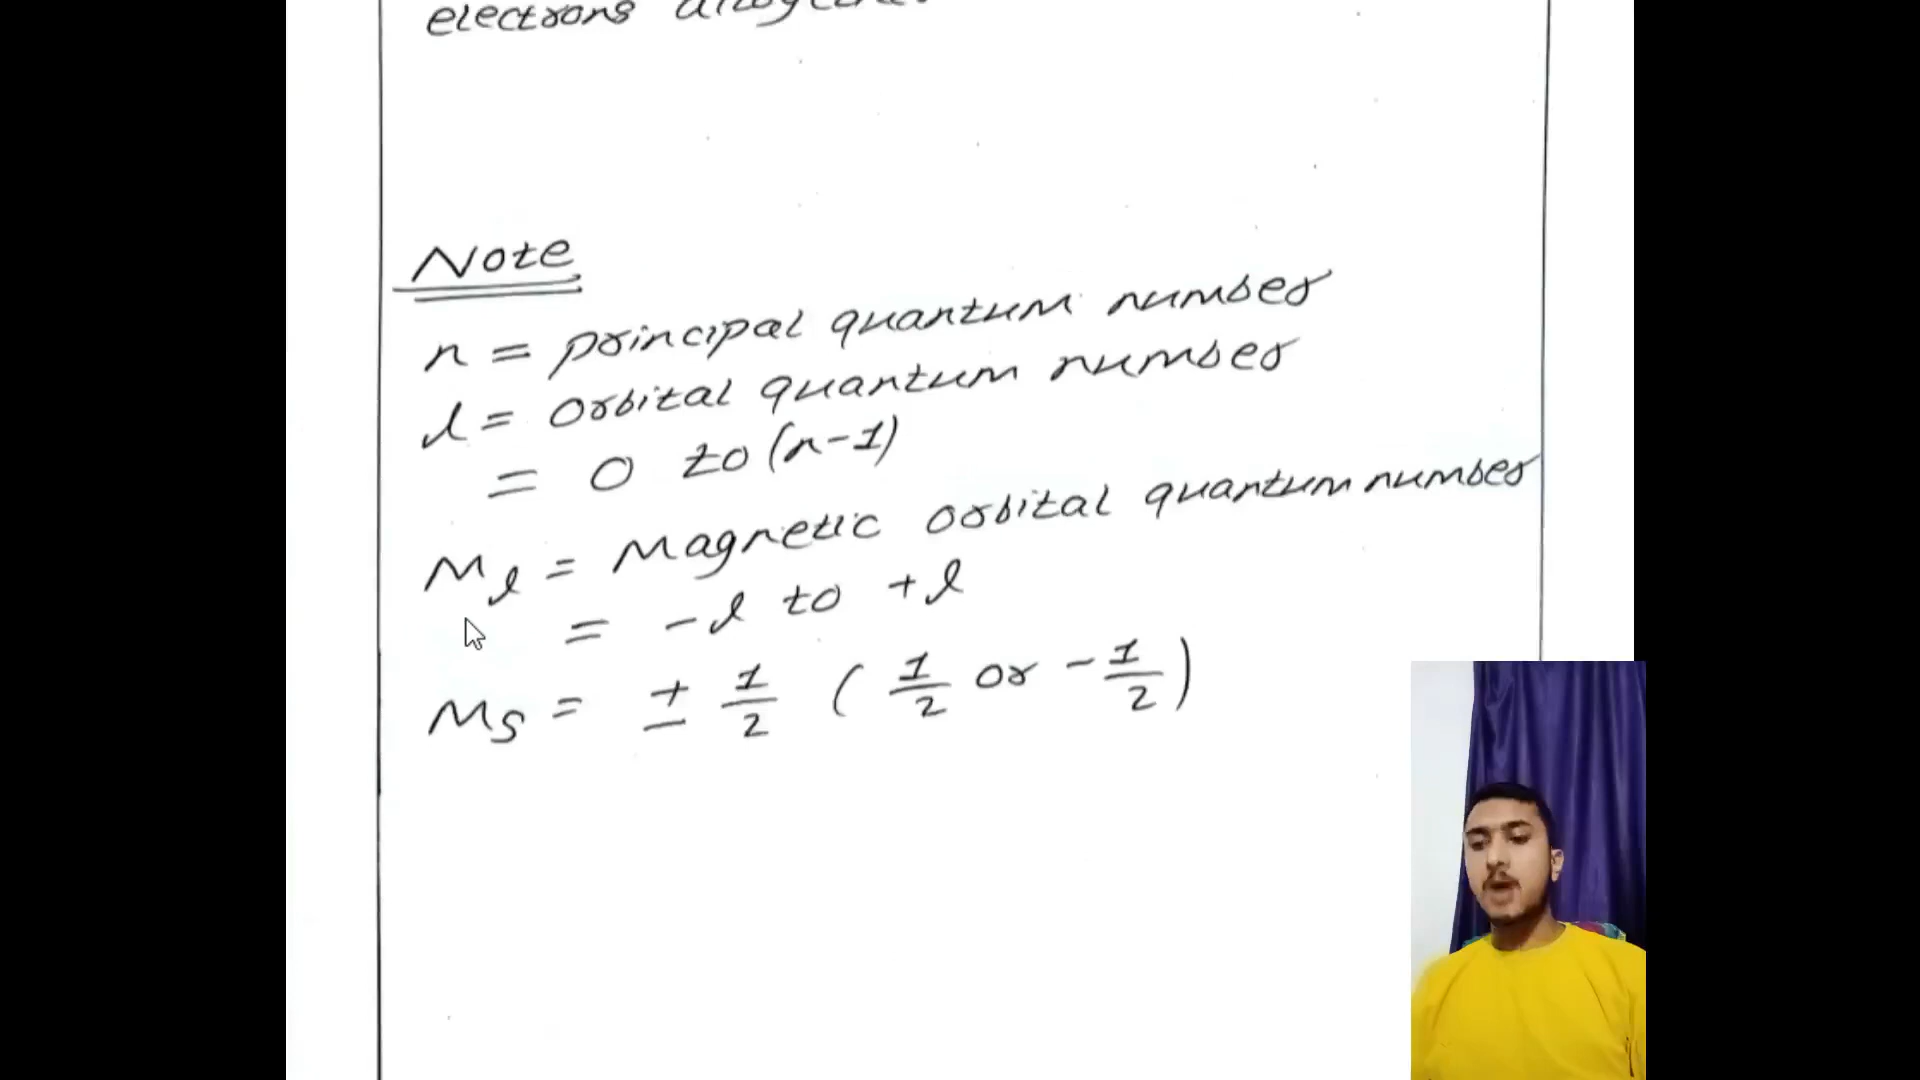 electrons
Note
n = principal quantum number
l = orbital quantum number
= 0 to (n-1)
Ml = Magnetic orbital quantum number
= -l to +l
Ms = ± 1/2 ( 1/2 or - 1/2 )